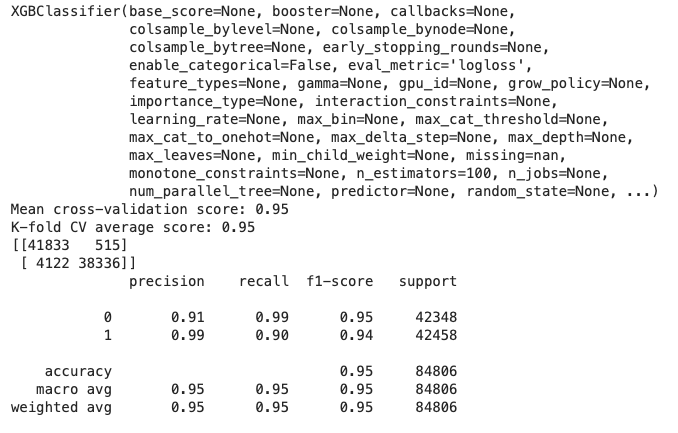 XGBClassifier(base_score=None, booster=None, callbacks=None,
              colsample_bylevel=None, colsample_bynode=None,
              colsample_bytree=None, early_stopping_rounds=None,
              enable_categorical=False, eval_metric='logloss',
              feature_types=None, gamma=None, gpu_id=None, grow_policy=None,
              importance_type=None, interaction_constraints=None,
              learning_rate=None, max_bin=None, max_cat_threshold=None,
              max_cat_to_onehot=None, max_delta_step=None, max_depth=None,
              max_leaves=None, min_child_weight=None, missing=nan,
              monotone_constraints=None, n_estimators=100, n_jobs=None,
              num_parallel_tree=None, predictor=None, random_state=None, ...)
Mean cross-validation score: 0.95
K-fold CV average score: 0.95
[[41833   515]
 [ 4122 38336]]
              precision    recall  f1-score   support

           0       0.91      0.99      0.95     42348
           1       0.99      0.90      0.94     42458

    accuracy                           0.95     84806
   macro avg       0.95      0.95      0.95     84806
weighted avg       0.95      0.95      0.95     84806